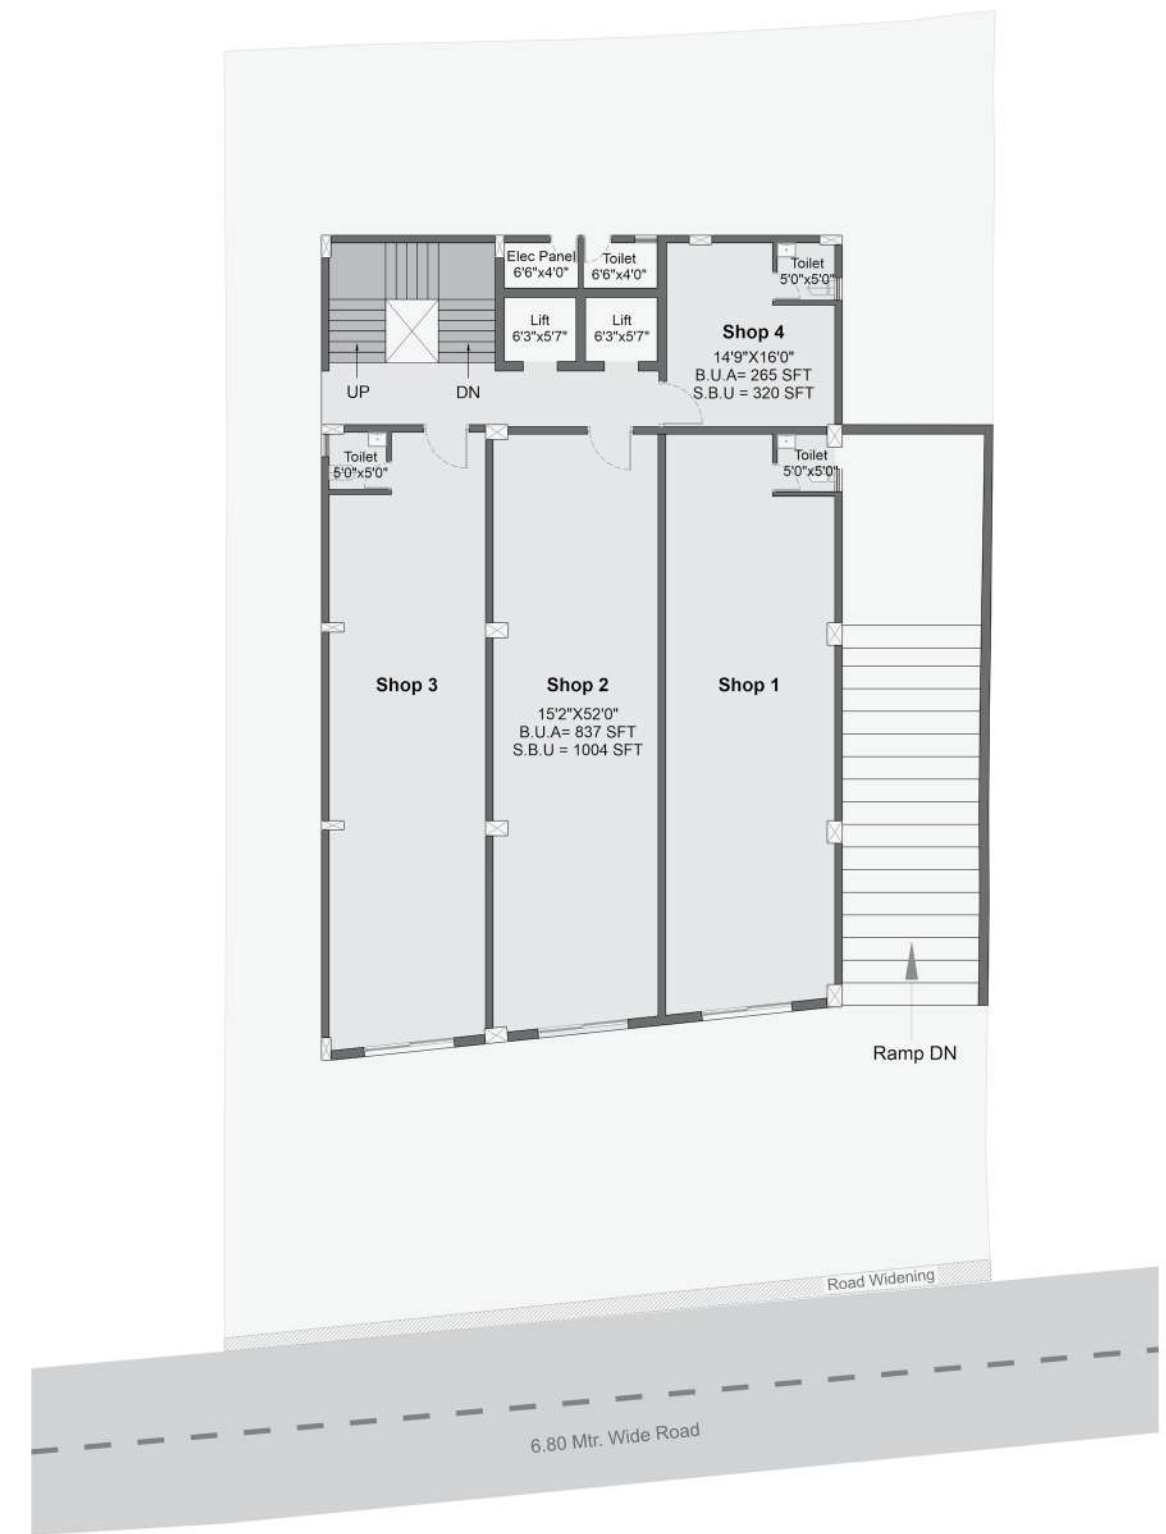 Elec Panel
6'6"x4'0"
Toilet
6'6"x4'0"
Toilet
5'0"x5'0"
Lift
6'3"x5'7"
Lift
6'3"x5'7"
Shop 4
14'9"X16'0"
B.U.A= 265 SFT
S.B.U = 320 SFT
UP
DN
Toilet
5'0"x5'0"
Toilet
5'0"x5'0"
Shop 3
Shop 2
15'2"X52'0"
B.U.A= 837 SFT
S.B.U = 1004 SFT
Shop 1
Ramp DN
Road Widening
6.80 Mtr. Wide Road